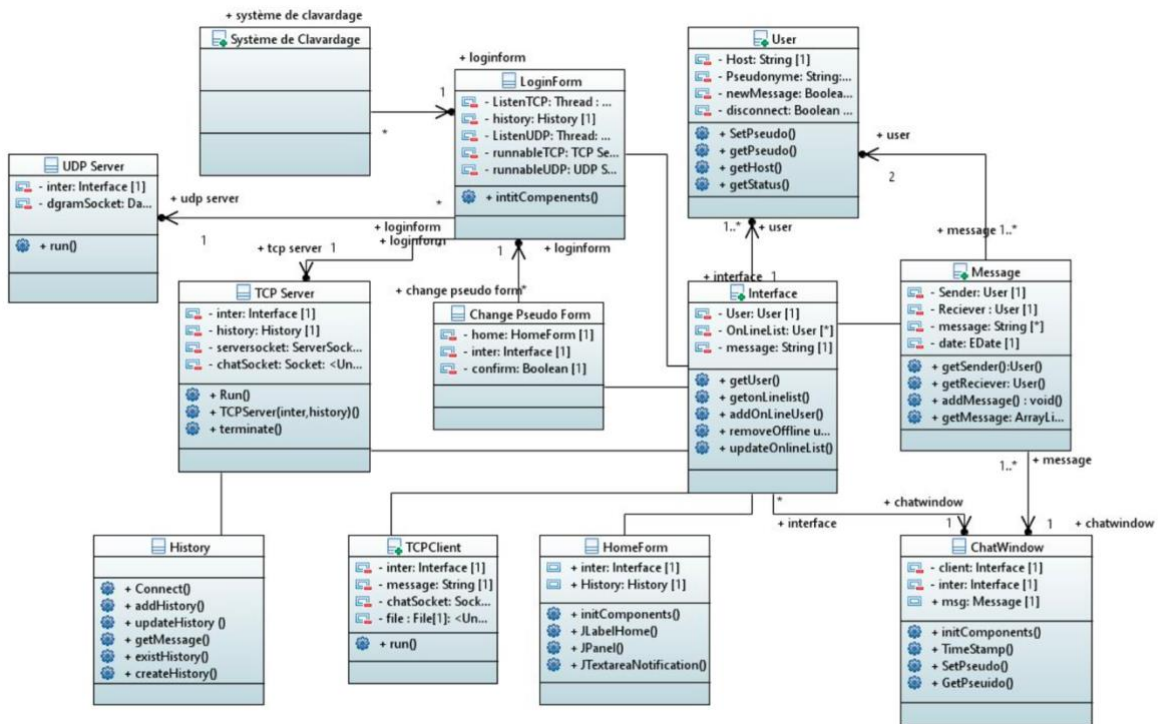 + système de clavardage
Système de Clavardage
+ loginform
1
*
LoginForm
- ListenTCP: Thread : ...
- history: History [1]
- ListenUDP: Thread: ...
- runnableTCP: TCP Se...
- runnableUDP: UDP S...
+ intitCompenents()
User
- Host: String [1]
- Pseudonyme: String:...
- newMessage: Boolea...
- disconnect: Boolean ...
+ SetPseudo()
+ getPseudo()
+ getHost()
+ getStatus()
+ user
2
UDP Server
- inter: Interface [1]
- dgramSocket: Da...
+ run()
+ udp server
1
*
+ loginform
+ loginform
*
+ tcp server
1
1
+ loginform
+ change pseudo form*
1..*
+ user
+ interface
1
+ message 1..*
TCP Server
- inter: Interface [1]
- history: History [1]
- serversocket: ServerSock...
- chatSocket: Socket: <Un...
+ Run()
+ TCPServer(inter,history)()
+ terminate()
Change Pseudo Form
- home: HomeForm [1]
- inter: Interface [1]
- confirm: Boolean [1]
Interface
- User: User [1]
- OnLineList: User [*]
- message: String [1]
+ getUser()
+ getonLinelist()
+ addOnLineUser()
+ removeOffline u...
+ updateOnlineList()
Message
- Sender: User [1]
- Reciever : User [1]
- message: String [*]
- date: EDate [1]
+ getSender():User()
+ getReciever: User()
+ addMessage() : void()
+ getMessage: ArrayLi...
1..*
+ message
*
+ interface
+ chatwindow
1
1
+ chatwindow
History
+ Connect()
+ addHistory()
+ updateHistory ()
+ getMessage()
+ existHistory()
+ createHistory()
TCPClient
- inter: Interface [1]
- message: String [1]
- chatSocket: Sock...
- file : File[1]: <Un...
+ run()
HomeForm
+ inter: Interface [1]
+ History: History [1]
+ initComponents()
+ JLabelHome()
+ JPanel()
+ JTextareaNotification()
ChatWindow
- client: Interface [1]
- inter: Interface [1]
+ msg: Message [1]
+ initComponents()
+ TimeStamp()
+ SetPseudo()
+ GetPseuido()